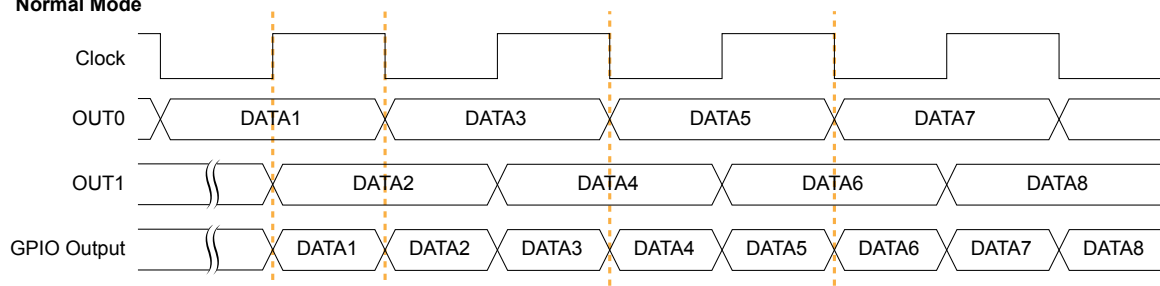 Normal Mode
Clock
OUT0 DATA1 DATA3 DATA5 DATA7
OUT1 DATA2 DATA4 DATA6 DATA8
GPIO Output DATA1 DATA2 DATA3 DATA4 DATA5 DATA6 DATA7 DATA8